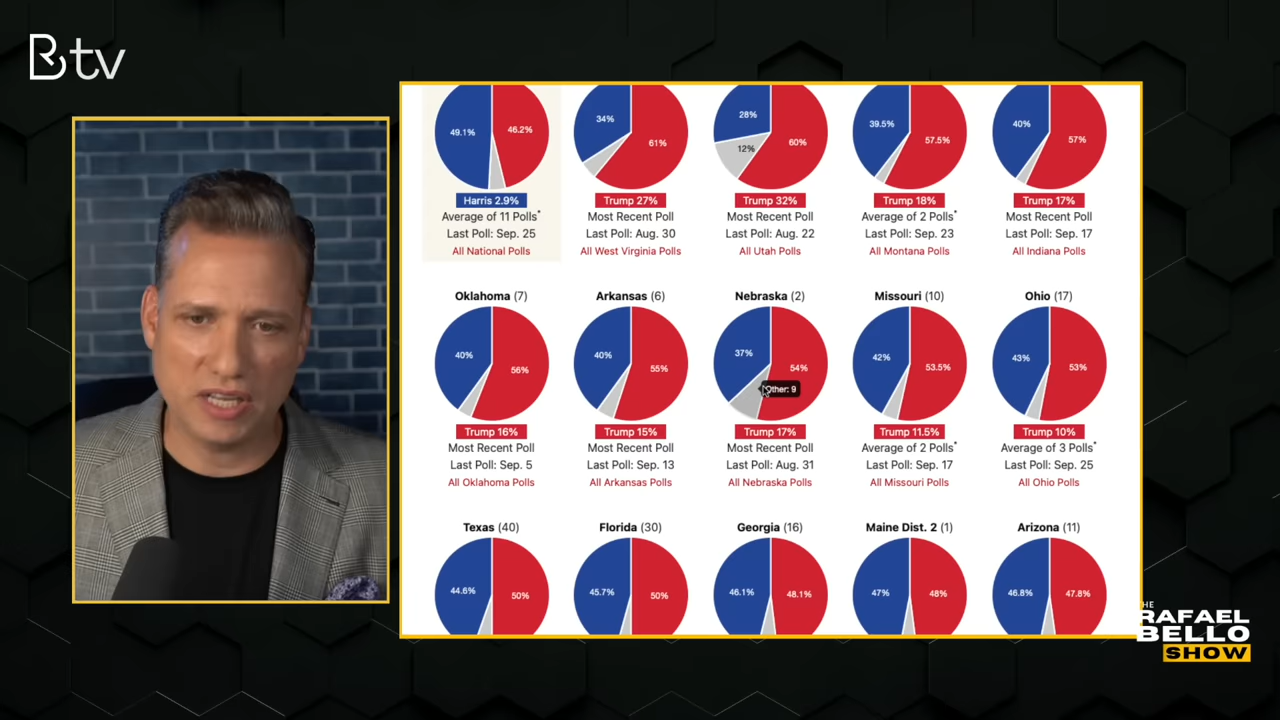 Btv
49.1%
46.2%
Harris 2.9%
Average of 11 Polls*
Last Poll: Sep. 25
All National Polls
34%
61%
Trump 27%
Most Recent Poll
Last Poll: Aug. 30
All West Virginia Polls
28%
12%
60%
Trump 32%
Most Recent Poll
Last Poll: Aug. 22
All Utah Polls
39.5%
57.5%
Trump 18%
Average of 2 Polls*
Last Poll: Sep. 23
All Montana Polls
40%
57%
Trump 17%
Most Recent Poll
Last Poll: Sep. 17
All Indiana Polls
Oklahoma (7)
40%
56%
Trump 16%
Most Recent Poll
Last Poll: Sep. 5
All Oklahoma Polls
Arkansas (6)
40%
55%
Trump 15%
Most Recent Poll
Last Poll: Sep. 13
All Arkansas Polls
Nebraska (2)
37%
54%
Other: 9
Trump 17%
Most Recent Poll
Last Poll: Aug. 31
All Nebraska Polls
Missouri (10)
42%
53.5%
Trump 11.5%
Average of 2 Polls*
Last Poll: Sep. 17
All Missouri Polls
Ohio (17)
43%
53%
Trump 10%
Average of 3 Polls*
Last Poll: Sep. 25
All Ohio Polls
Texas (40)
44.6%
50%
Florida (30)
45.7%
50%
Georgia (16)
46.1%
48.1%
Maine Dist. 2 (1)
47%
48%
Arizona (11)
46.8%
47.8%
THE
RAFAEL
BELLO
SHOW